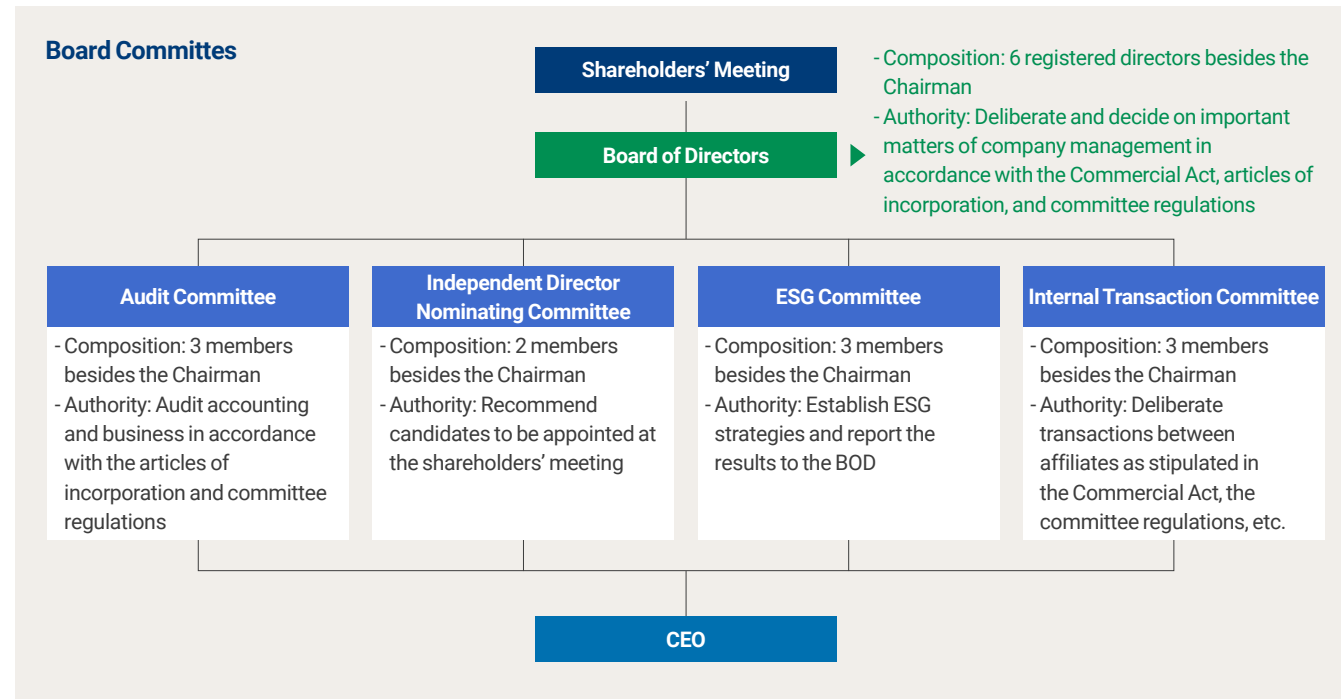 Board Committes
Shareholders' Meeting
- Composition: 6 registered directors besides the
Chairman
- Authority: Deliberate and decide on important
matters of company management in
accordance with the Commercial Act, articles of
incorporation, and committee regulations
Board of Directors
Audit Committee
- Composition: 3 members
besides the Chairman
- Authority: Audit accounting
and business in accordance
with the articles of
incorporation and committee
regulations
Independent Director
Nominating Committee
- Composition: 2 members
besides the Chairman
- Authority: Recommend
candidates to be appointed at
the shareholders' meeting
ESG Committee
- Composition: 3 members
besides the Chairman
- Authority: Establish ESG
strategies and report the
results to the BOD
Internal Transaction Committee
- Composition: 3 members
besides the Chairman
- Authority: Deliberate
transactions between
affiliates as stipulated in
the Commercial Act, the
committee regulations, etc.
CEO